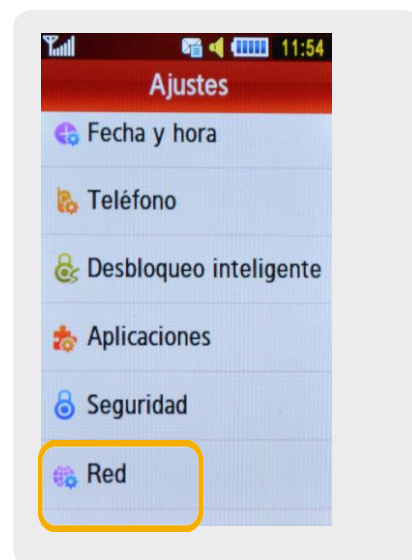 11:54
Ajustes
Fecha y hora
Teléfono
Desbloqueo inteligente
Aplicaciones
Seguridad
Red